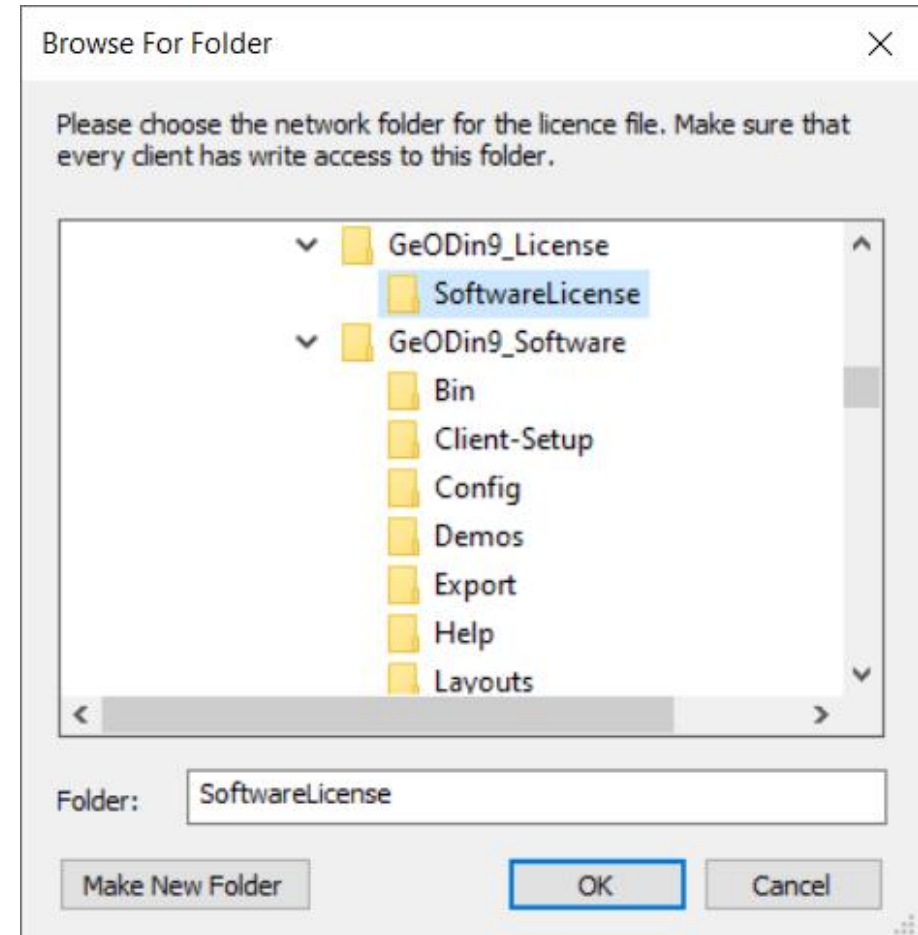 Browse For Folder
Please choose the network folder for the licence file. Make sure that
every client has write access to this folder.
GeODin9_License
SoftwareLicense
GeODin9_Software
Bin
Client-Setup
Config
Demos
Export
Help
Layouts
Folder: SoftwareLicense
Make New Folder OK Cancel